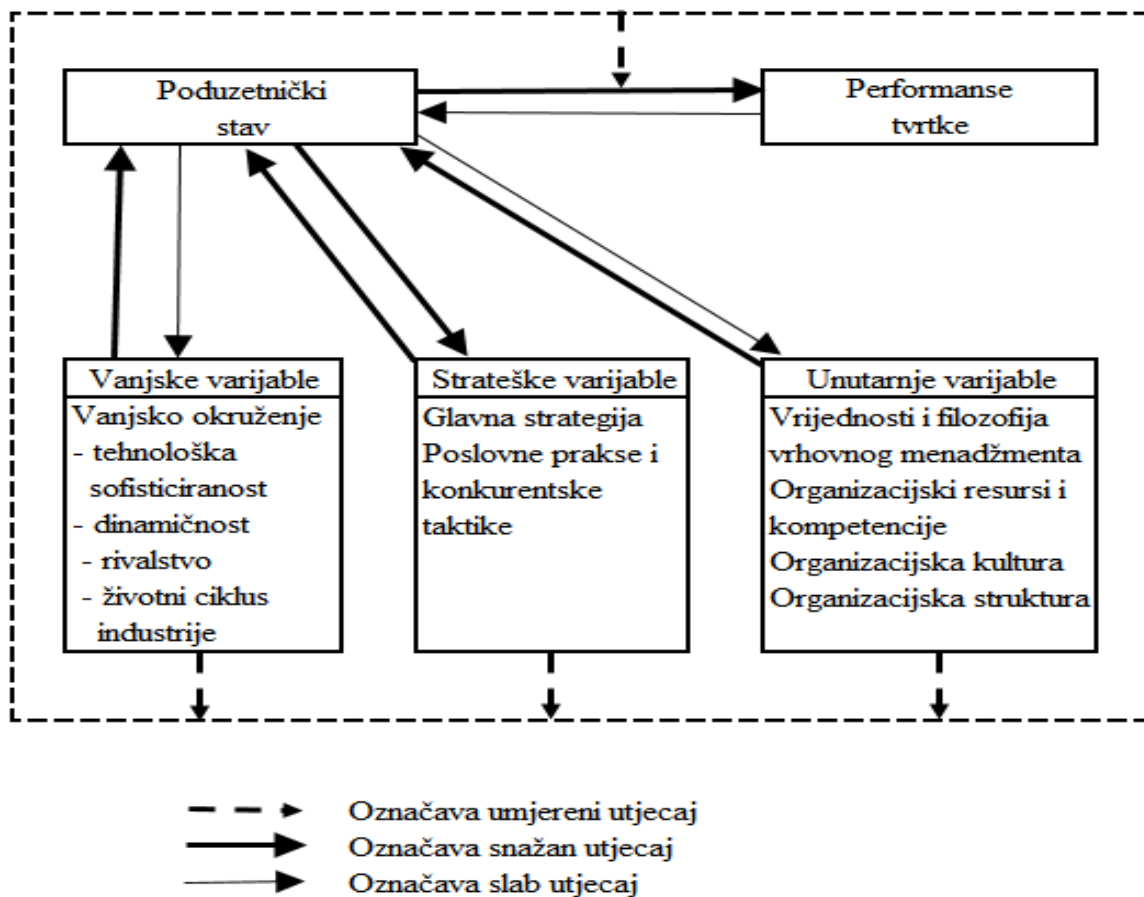 Poduzetnički
stav
Performanse
tvrtke
Vanjske varijable
Vanjsko okruženje
- tehnološka
sofisticiranost
- dinamičnost
- rivalstvo
- životni ciklus
industrije
Strateške varijable
Glavna strategija
Poslovne prakse i
konkurentske
taktike
Unutarnje varijable
Vrijednosti i filozofija
vrhovnog menadžmenta
Organizacijski resursi i
kompetencije
Organizacijska kultura
Organizacijska struktura
Označava umjereni utjecaj
Označava snažan utjecaj
Označava slab utjecaj